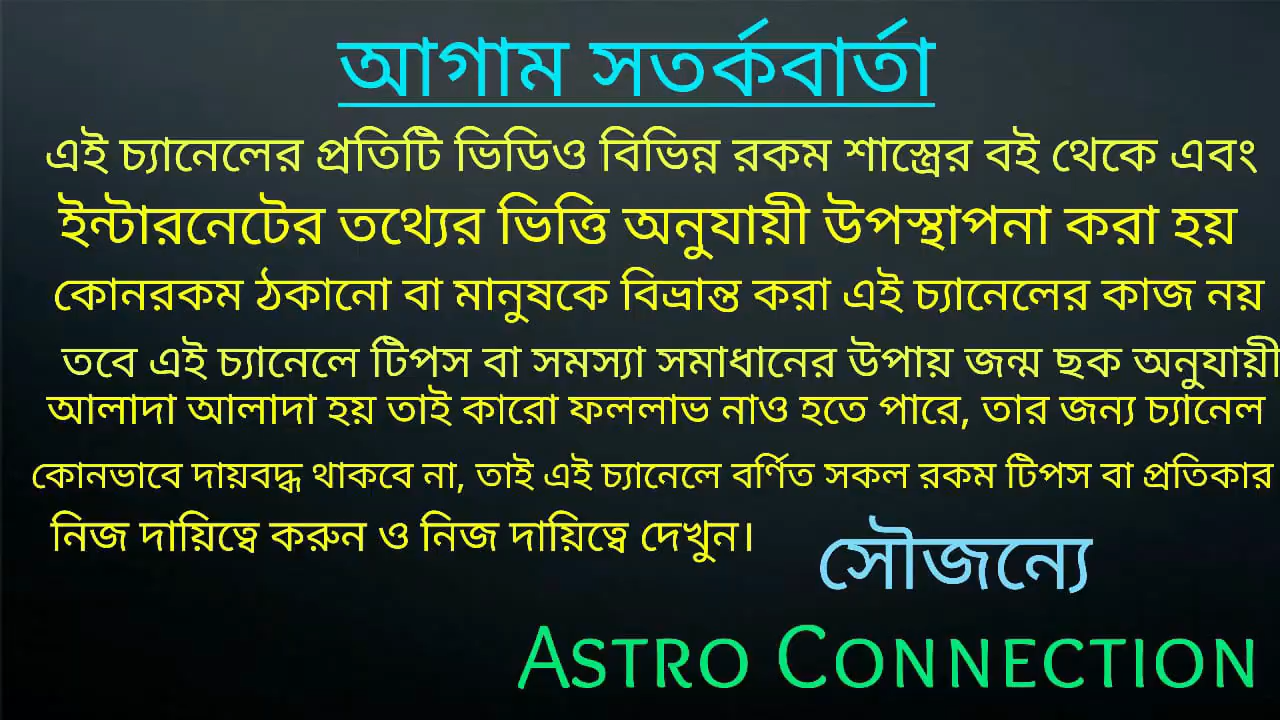 আগাম সতর্কবার্তা
এই চ্যানেলের প্রতিটি ভিডিও বিভিন্ন রকম শাস্ত্রের বই থেকে এবং
ইন্টারনেটের তথ্যের ভিত্তি অনুযায়ী উপস্থাপনা করা হয়
কোনরকম ঠকানো বা মানুষকে বিভ্রান্ত করা এই চ্যানেলের কাজ নয়
তবে এই চ্যানেলে টিপস বা সমস্যা সমাধানের উপায় জন্ম ছক অনুযায়ী
আলাদা আলাদা হয় তাই কারো ফললাভ নাও হতে পারে, তার জন্য চ্যানেল
কোনভাবে দায়বদ্ধ থাকবে না, তাই এই চ্যানেলে বর্ণিত সকল রকম টিপস বা প্রতিকার
নিজ দায়িত্বে করুন ও নিজ দায়িত্বে দেখুন।
সৌজন্যে
ASTRO CONNECTION